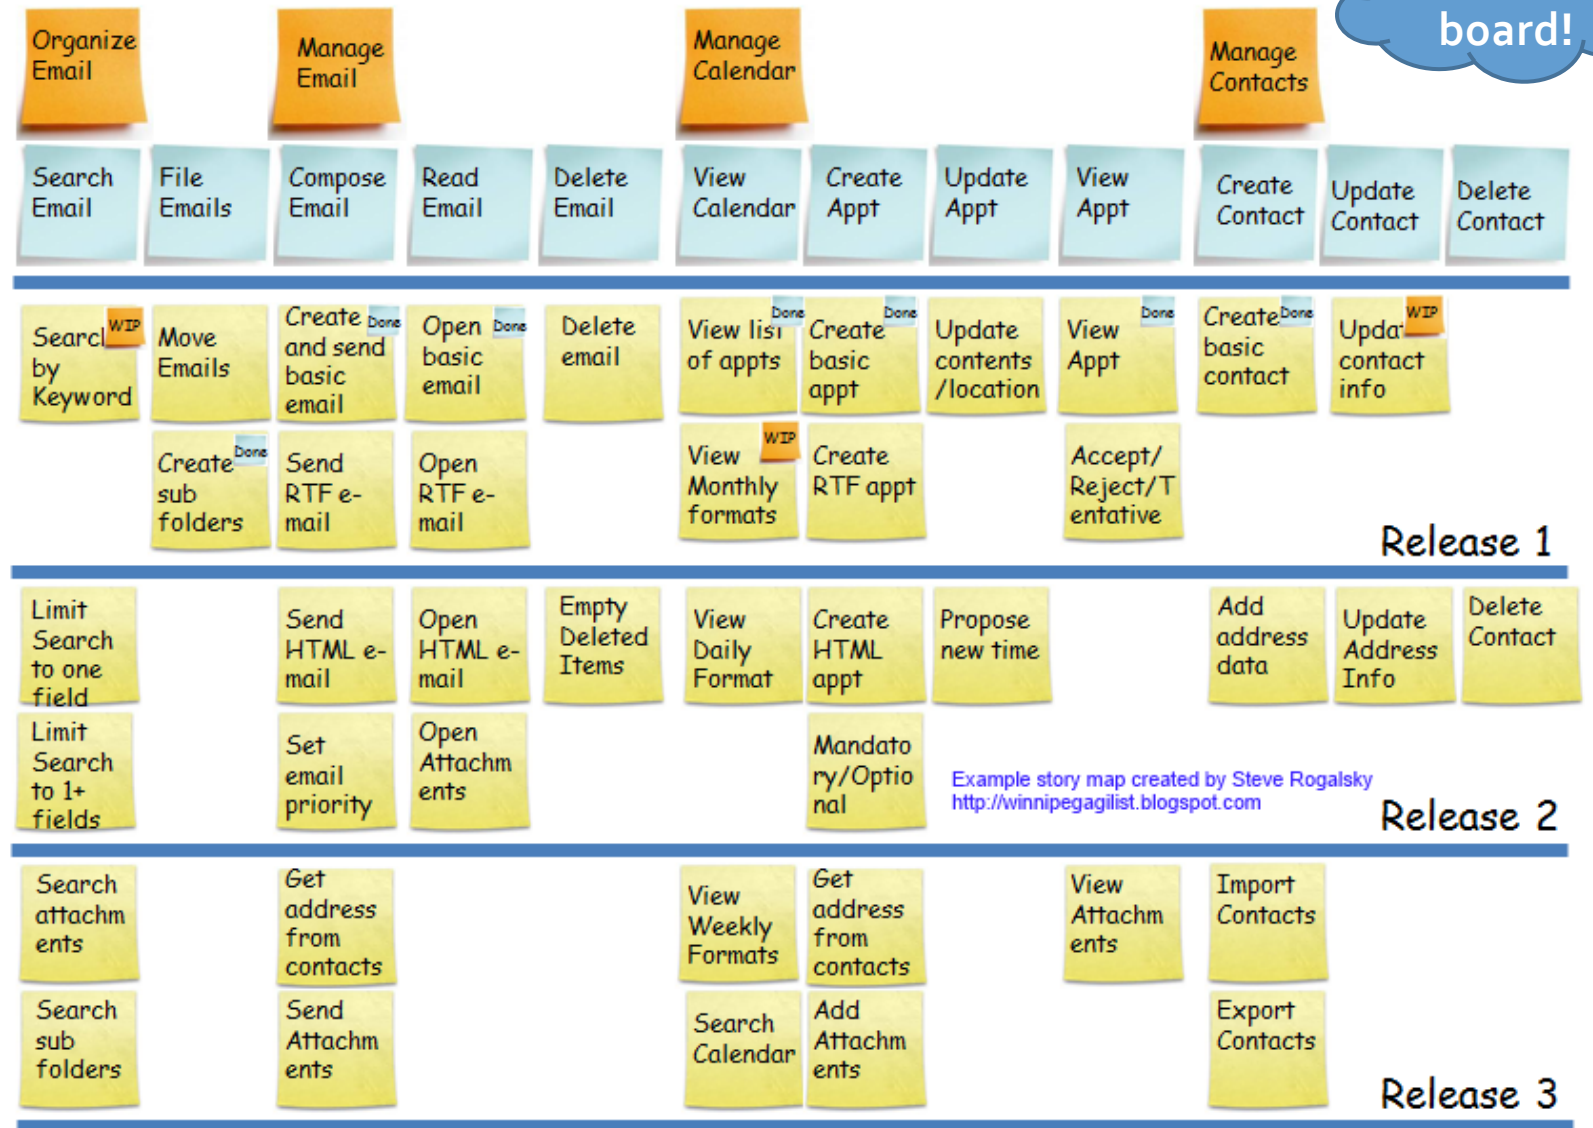 board!
Organize
Email
Manage
Email
Manage
Calendar
Manage
Contacts
Search
Email
File
Emails
Compose
Email
Read
Email
Delete
Email
View
Calendar
Create
Appt
Update
Appt
View
Appt
Create
Contact
Update
Contact
Delete
Contact
Search
by
Keyword
WIP
Move
Emails
Create
and send
basic
email
Done
Open
basic
email
Done
Delete
email
View list
of appts
Done
Create
basic
appt
Done
Update
contents
/location
View
Appt
Done
Create
basic
contact
Done
Updat
contact
info
WIP
Create
sub
folders
Done
Send
RTF e-
mail
Open
RTF e-
mail
View
Monthly
formats
WIP
Create
RTF appt
Accept/
Reject/T
entative
Release 1
Limit
Search
to one
field
Send
HTML e-
mail
Open
HTML e-
mail
Empty
Deleted
Items
View
Daily
Format
Create
HTML
appt
Propose
new time
Add
address
data
Update
Address
Info
Delete
Contact
Limit
Search
to 1+
fields
Set
email
priority
Open
Attachm
ents
Mandato
ry/Optio
nal
Example story map created by Steve Rogalsky
http://winnipegagilist.blogspot.com
Release 2
Search
attachm
ents
Get
address
from
contacts
View
Weekly
Formats
Get
address
from
contacts
View
Attachm
ents
Import
Contacts
Search
sub
folders
Send
Attachm
ents
Search
Calendar
Add
Attachm
ents
Export
Contacts
Release 3